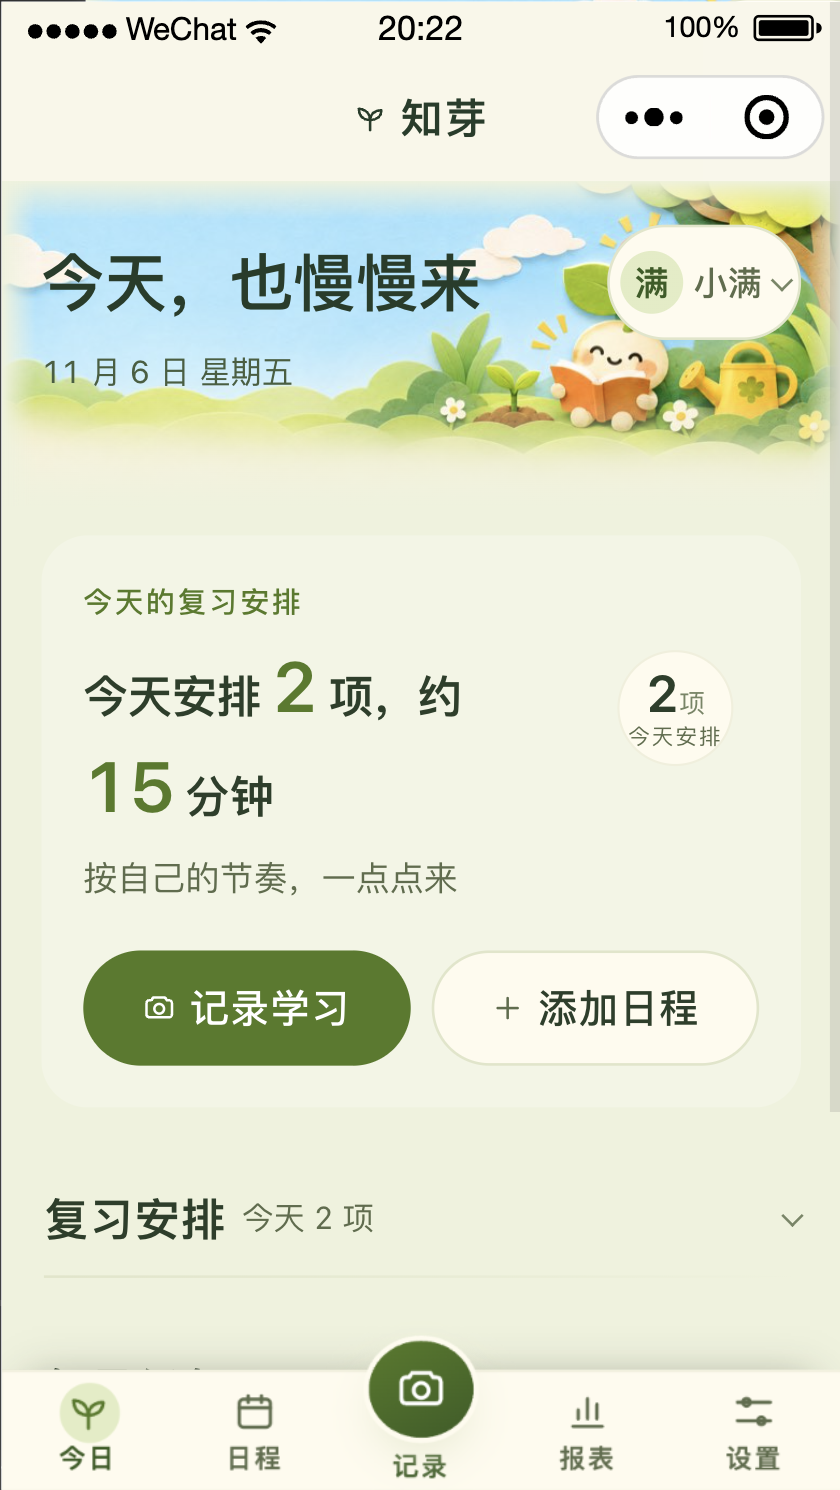 WeChat 20:22 100%
知芽
今天，也慢慢来
满 小满
11 月 6 日 星期五
今天的复习安排
今天安排 2 项，约
15 分钟
2项
今天安排
按自己的节奏，一点点来
记录学习
+ 添加日程
复习安排 今天 2 项
今日 日程 记录 报表 设置